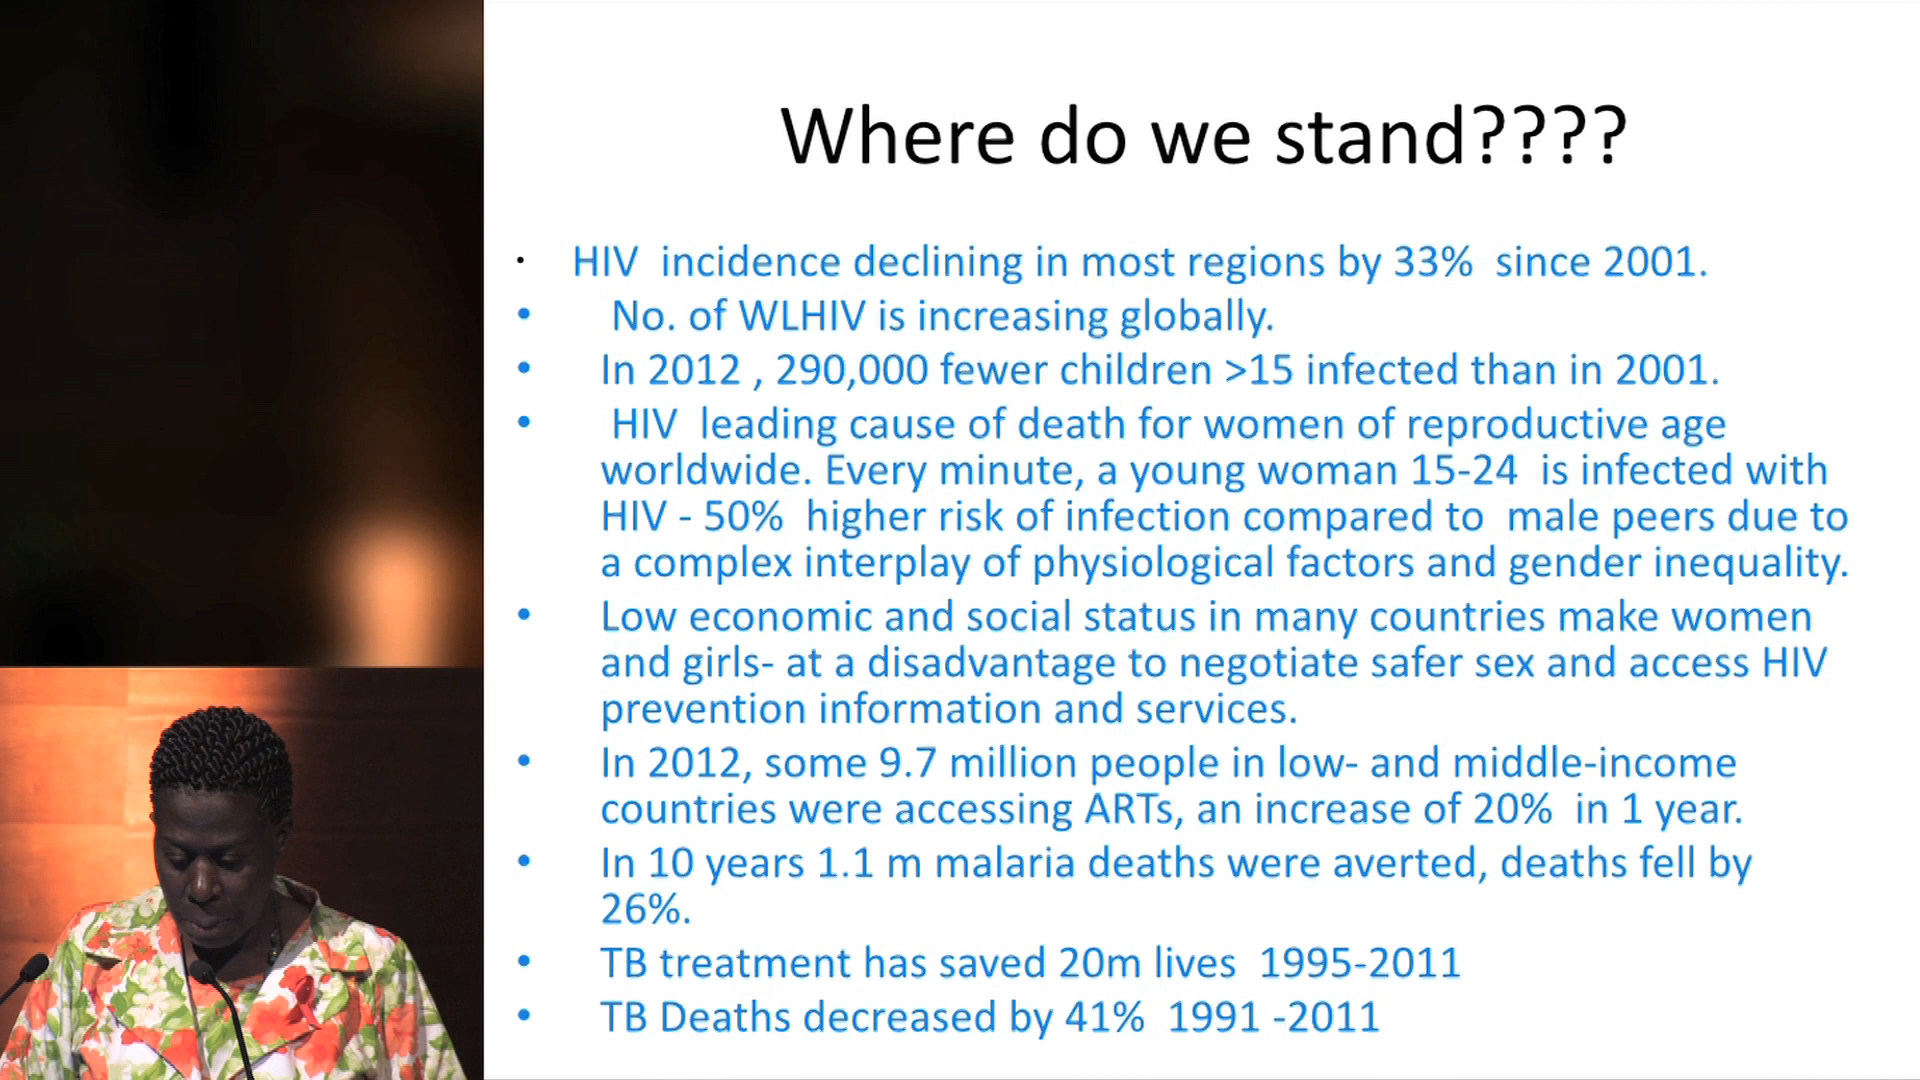 Where do we stand????
· HIV incidence declining in most regions by 33% since 2001.
• No. of WLHIV is increasing globally.
• In 2012 , 290,000 fewer children >15 infected than in 2001.
• HIV leading cause of death for women of reproductive age
worldwide. Every minute, a young woman 15-24 is infected with
HIV - 50% higher risk of infection compared to male peers due to
a complex interplay of physiological factors and gender inequality.
• Low economic and social status in many countries make women
and girls- at a disadvantage to negotiate safer sex and access HIV
prevention information and services.
• In 2012, some 9.7 million people in low- and middle-income
countries were accessing ARTs, an increase of 20% in 1 year.
• In 10 years 1.1 m malaria deaths were averted, deaths fell by
26%.
• TB treatment has saved 20m lives 1995-2011
• TB Deaths decreased by 41% 1991 -2011